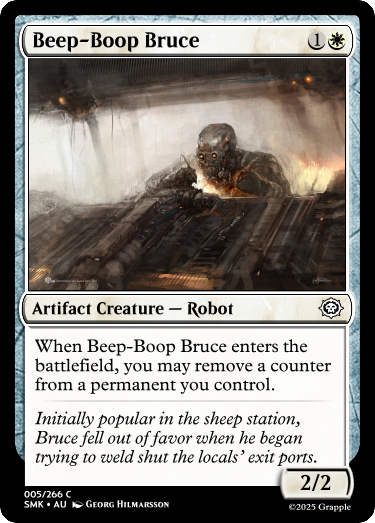 Beep-Boop Bruce
1
Artifact Creature — Robot
When Beep-Boop Bruce enters the
battlefield, you may remove a counter
from a permanent you control.
Initially popular in the sheep station,
Bruce fell out of favor when he began
trying to weld shut the locals’ exit ports.
2/2
005/266 C
SMK • AU Georg Hilmarsson
©2025 Grapple